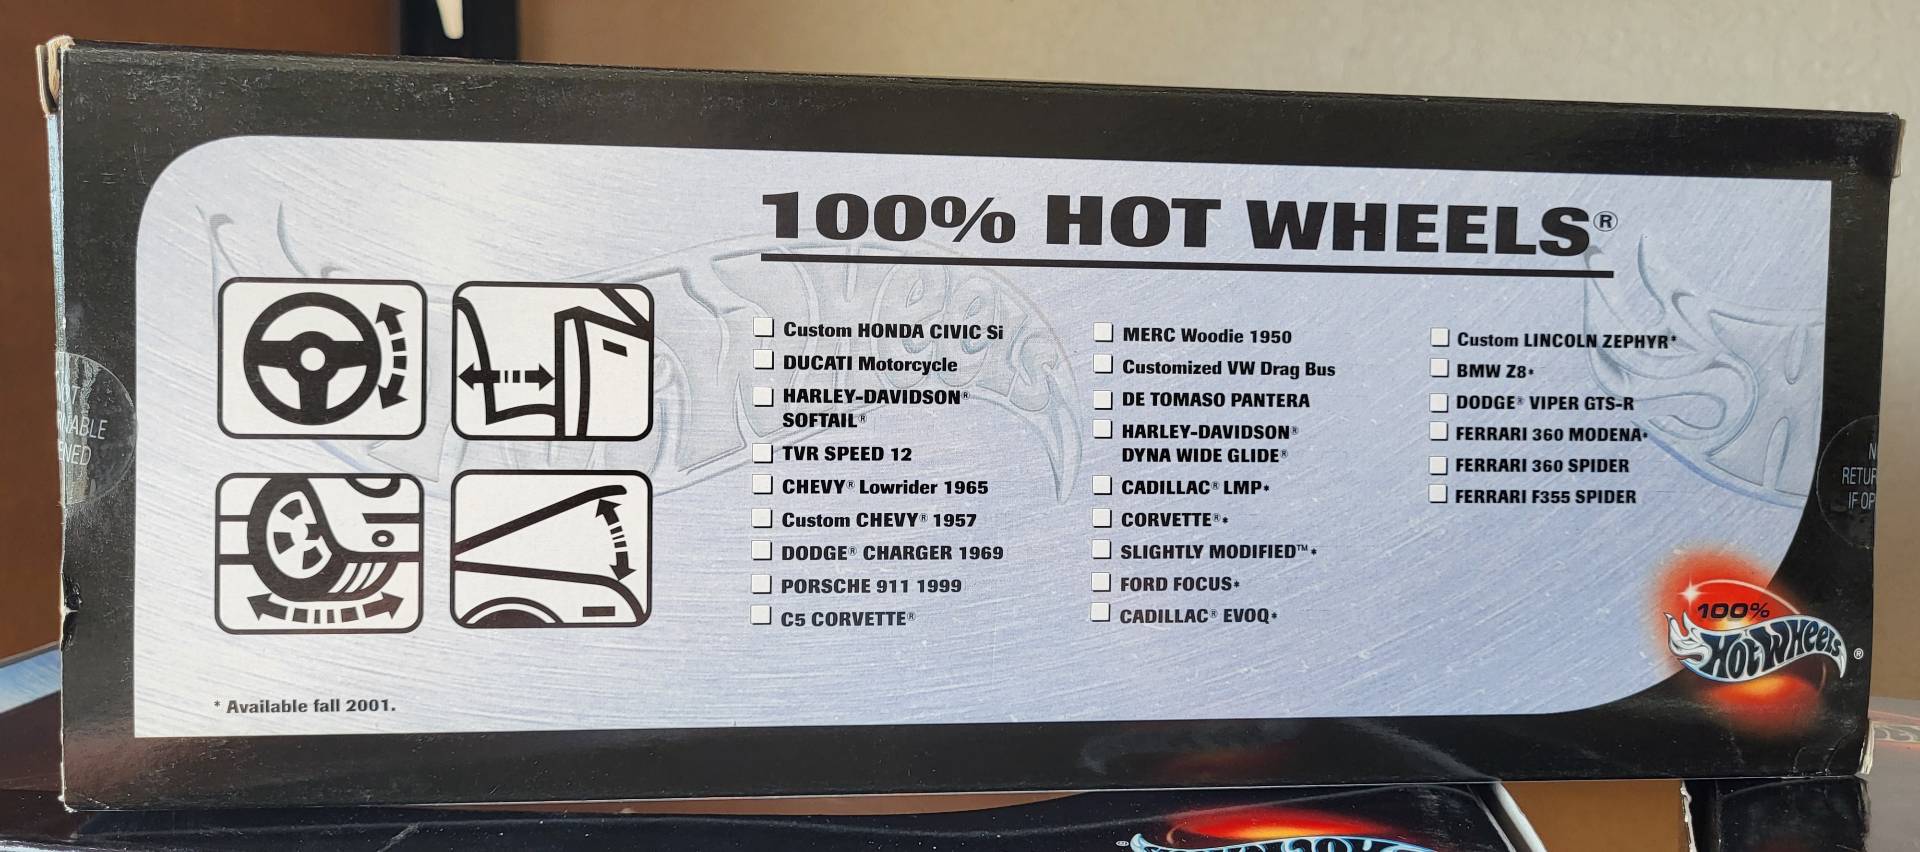 100% HOT WHEELS®
Custom HONDA CIVIC Si
DUCATI Motorcycle
HARLEY-DAVIDSON®
SOFTAIL®
TVR SPEED 12
CHEVY® Lowrider 1965
Custom CHEVY® 1957
DODGE® CHARGER 1969
PORSCHE 911 1999
C5 CORVETTE®
MERC Woodie 1950
Customized VW Drag Bus
DE TOMASO PANTERA
HARLEY-DAVIDSON®
DYNA WIDE GLIDE®
CADILLAC® LMP*
CORVETTE®*
SLIGHTLY MODIFIED™*
FORD FOCUS*
CADILLAC® EVOQ*
Custom LINCOLN ZEPHYR*
BMW Z8*
DODGE® VIPER GTS-R
FERRARI 360 MODENA*
FERRARI 360 SPIDER
FERRARI F355 SPIDER
* Available fall 2001.
100%
Hot Wheels®
IF